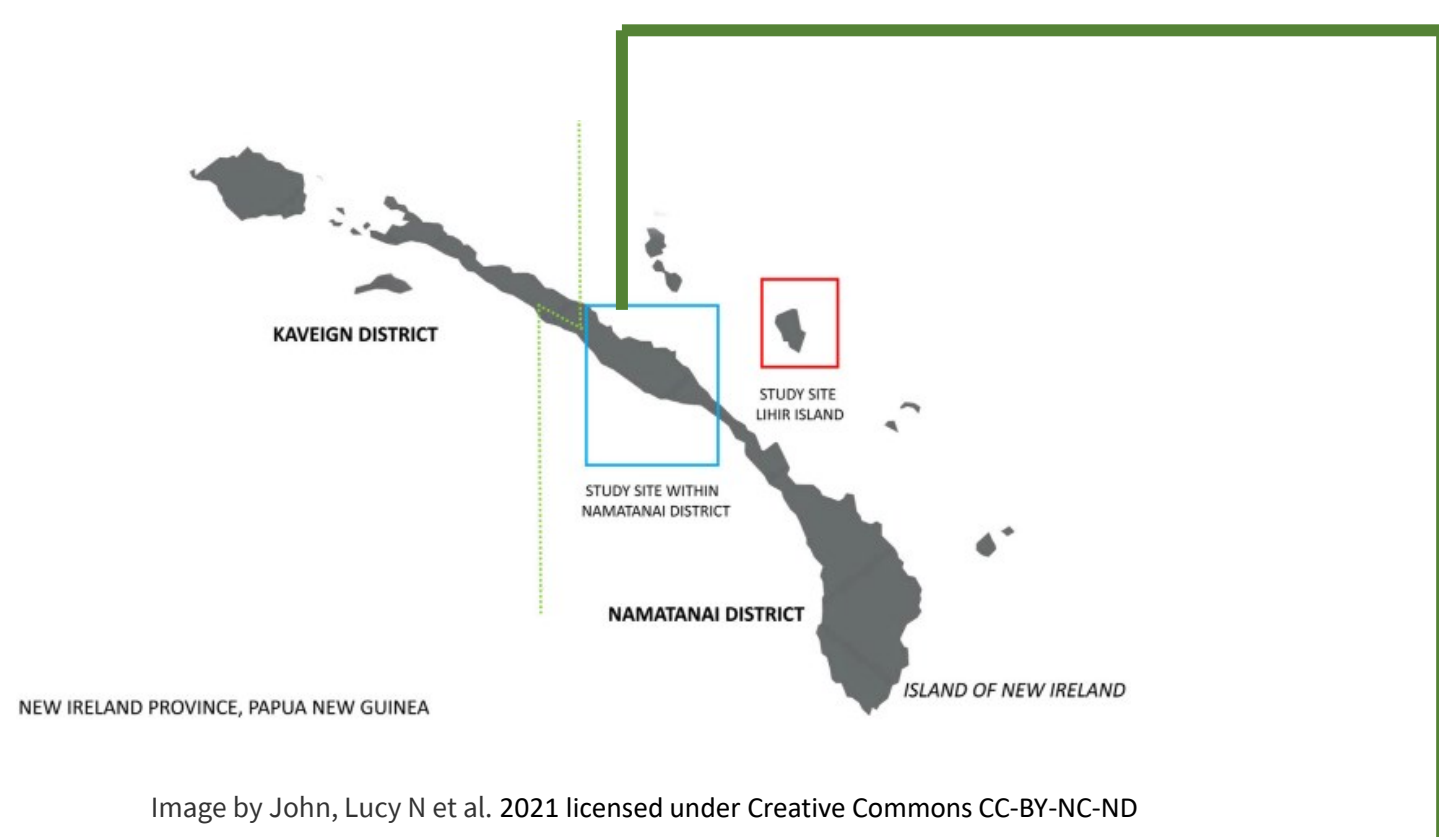 KAVEIGN DISTRICT
STUDY SITE
LIHIR ISLAND
STUDY SITE WITHIN
NAMATANAI DISTRICT
NAMATANAI DISTRICT
ISLAND OF NEW IRELAND
NEW IRELAND PROVINCE, PAPUA NEW GUINEA
Image by John, Lucy N et al. 2021 licensed under Creative Commons CC-BY-NC-ND